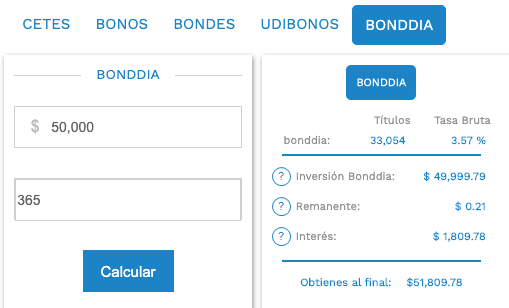 CETES BONOS BONDES UDIBONOS BONDDIA
BONDDIA
$ 50,000
365
Calcular
BONDDIA
Títulos Tasa Bruta
bonddia: 33,054 3.57 %
? Inversión Bonddia: $ 49,999.79
? Remanente: $ 0.21
? Interés: $ 1,809.78
Obtienes al final: $51,809.78